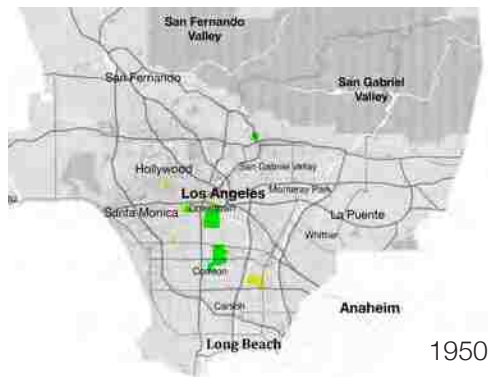 San Fernando
Valley
San Fernando
San Gabriel
Valley
Hollywood
San Gabriel Valley
Los Angeles
Monterey Park
Downtown
Santa Monica
La Puente
Whittier
Compton
Carson
Anaheim
Long Beach
1950